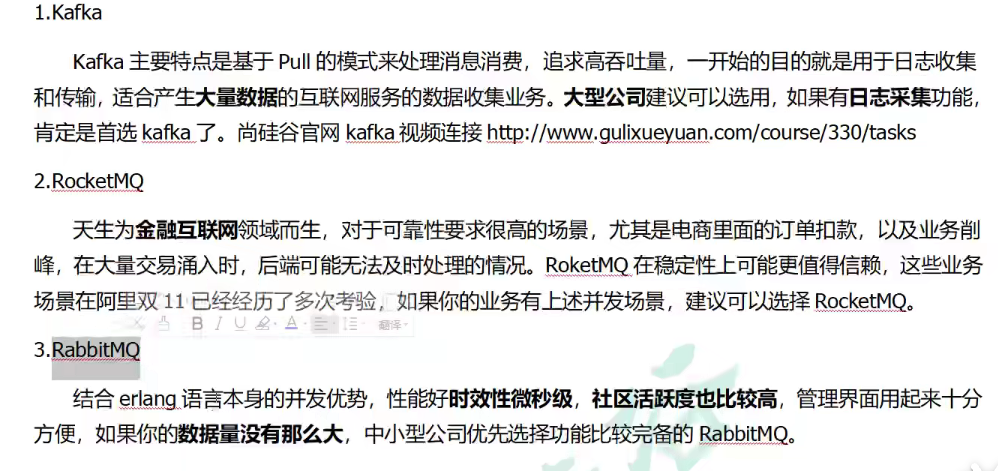 1.Kafka
Kafka 主要特点是基于 Pull 的模式来处理消息消费，追求高吞吐量，一开始的目的就是用于日志收集
和传输，适合产生大量数据的互联网服务的数据收集业务。大型公司建议可以选用，如果有日志采集功能，
肯定是首选 kafka 了。尚硅谷官网 kafka 视频连接 http://www.gulixueyuan.com/course/330/tasks
2.RocketMQ
天生为金融互联网领域而生，对于可靠性要求很高的场景，尤其是电商里面的订单扣款，以及业务削
峰，在大量交易涌入时，后端可能无法及时处理的情况。RoketMQ 在稳定性上可能更值得信赖，这些业务
场景在阿里双 11 已经经历了多次考验，如果你的业务有上述并发场景，建议可以选择 RocketMQ。
B I U A 翻译
3.RabbitMQ
结合 erlang 语言本身的并发优势，性能好时效性微秒级，社区活跃度也比较高，管理界面用起来十分
方便，如果你的数据量没有那么大，中小型公司优先选择功能比较完备的 RabbitMQ。